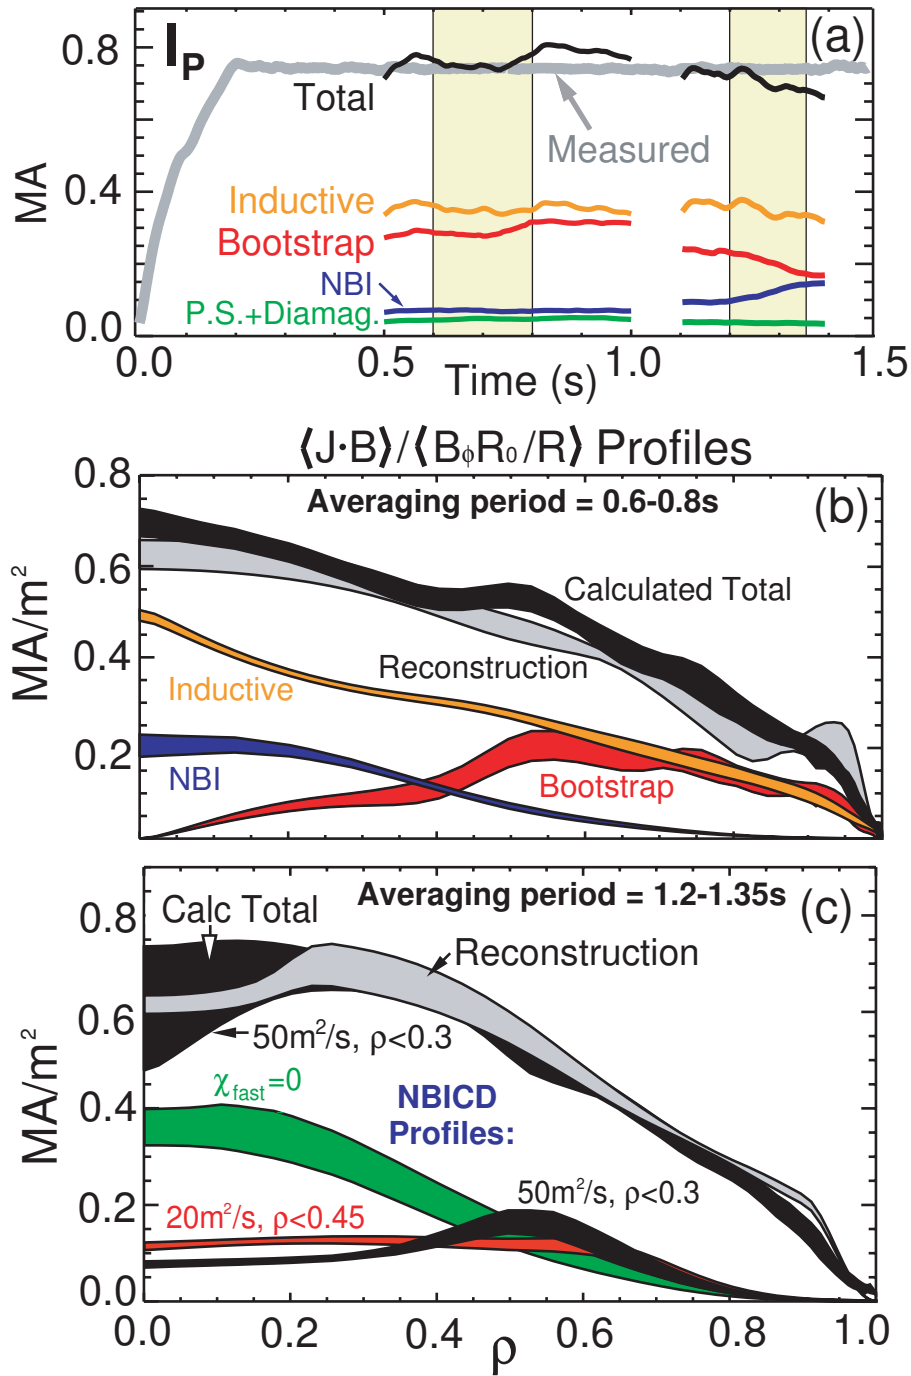 (a)
I_P
0.8
Total
Measured
MA
0.4
Inductive
Bootstrap
NBI
P.S.+Diamag.
0.0
0.0 0.5 1.0 1.5
Time (s)
⟨J·B⟩/⟨BϕR₀/R⟩ Profiles
0.8
Averaging period = 0.6-0.8s
(b)
0.6
Calculated Total
MA/m²
0.4
Reconstruction
Inductive
0.2
NBI
Bootstrap
Averaging period = 1.2-1.35s
(c)
0.8
Calc Total
Reconstruction
0.6
50m²/s, ρ<0.3
MA/m²
χfast=0
0.4
NBICD
Profiles:
0.2
50m²/s, ρ<0.3
20m²/s, ρ<0.45
0.0
0.0 0.2 0.4 0.6 0.8 1.0
ρ